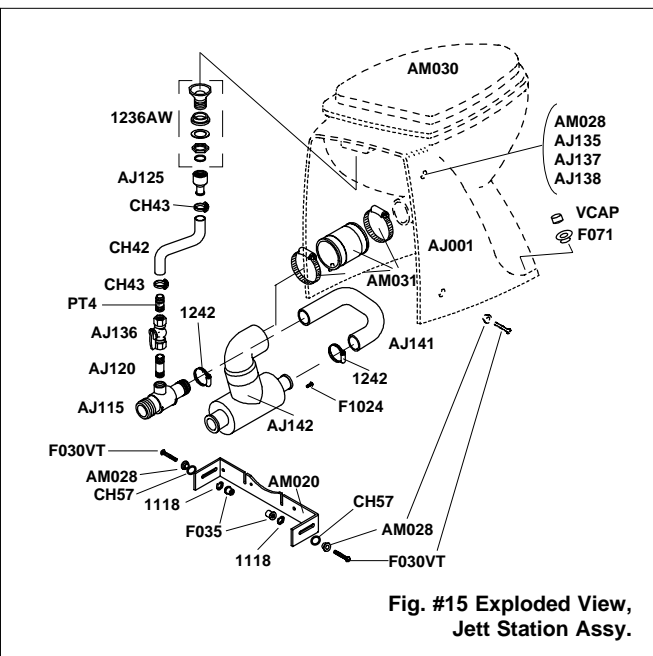 AM030
1236AW
AM028
AJ135
AJ137
AJ138
AJ125
VCAP
CH43
F071
AJ001
CH42
AM031
CH43
PT4
1242
AJ136
AJ141
AJ120
1242
AJ115
F1024
AJ142
F030VT
AM028
AM020
CH57
CH57
1118
AM028
F035
1118
F030VT
Fig. #15 Exploded View,
Jett Station Assy.